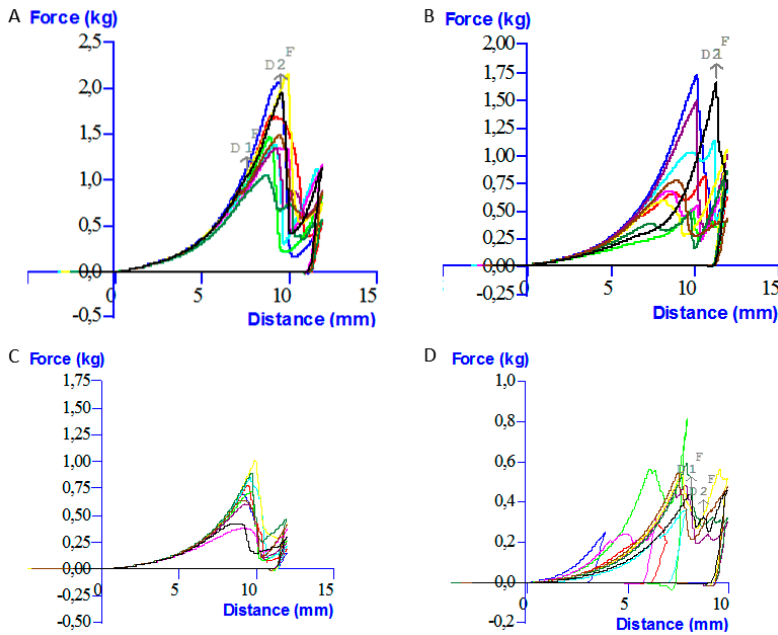 A
Force (kg)
2,5
2,0
1,5
1,0
0,5
0,0
-0,5
0
5
10
15
Distance (mm)
D 1
F
D 2
F
B
Force (kg)
2,00
1,75
1,50
1,25
1,00
0,75
0,50
0,25
0,00
-0,25
0
5
10
15
Distance (mm)
F
C
Force (kg)
1,75
1,50
1,25
1,00
0,75
0,50
0,25
0,00
-0,25
-0,50
0
5
10
15
Distance (mm)
D
Force (kg)
1,0
0,8
0,6
0,4
0,2
0,0
-0,2
0
5
10
Distance (mm)
F
D 2
F